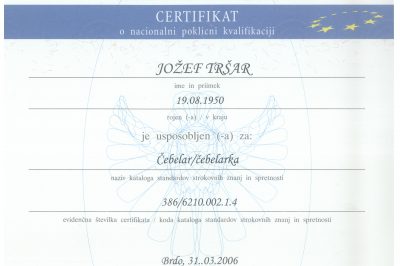 CERTIFIKAT
o nacionalni poklicni kvalifikaciji
JOŽEF TRŠAR
ime in priimek
19.08.1950
rojen (-a) / v kraju
je usposobljen (-a) za:
Čebelar/čebelarka
naziv kataloga standardov strokovnih znanj in spretnosti
386/6210.002.1.4
evidenčna številka certifikata / koda kataloga standardov strokovnih znanj in spretnosti
Brdo, 31..03.2006